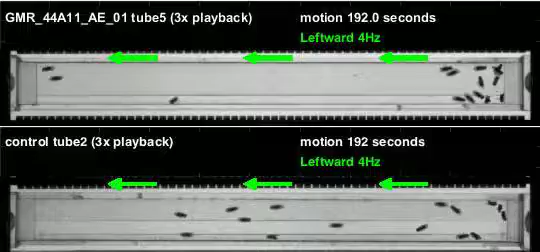 GMR_44A11_AE_01 tube5 (3x playback) motion 192.0 seconds
Leftward 4Hz
control tube2 (3x playback) motion 192 seconds
Leftward 4Hz